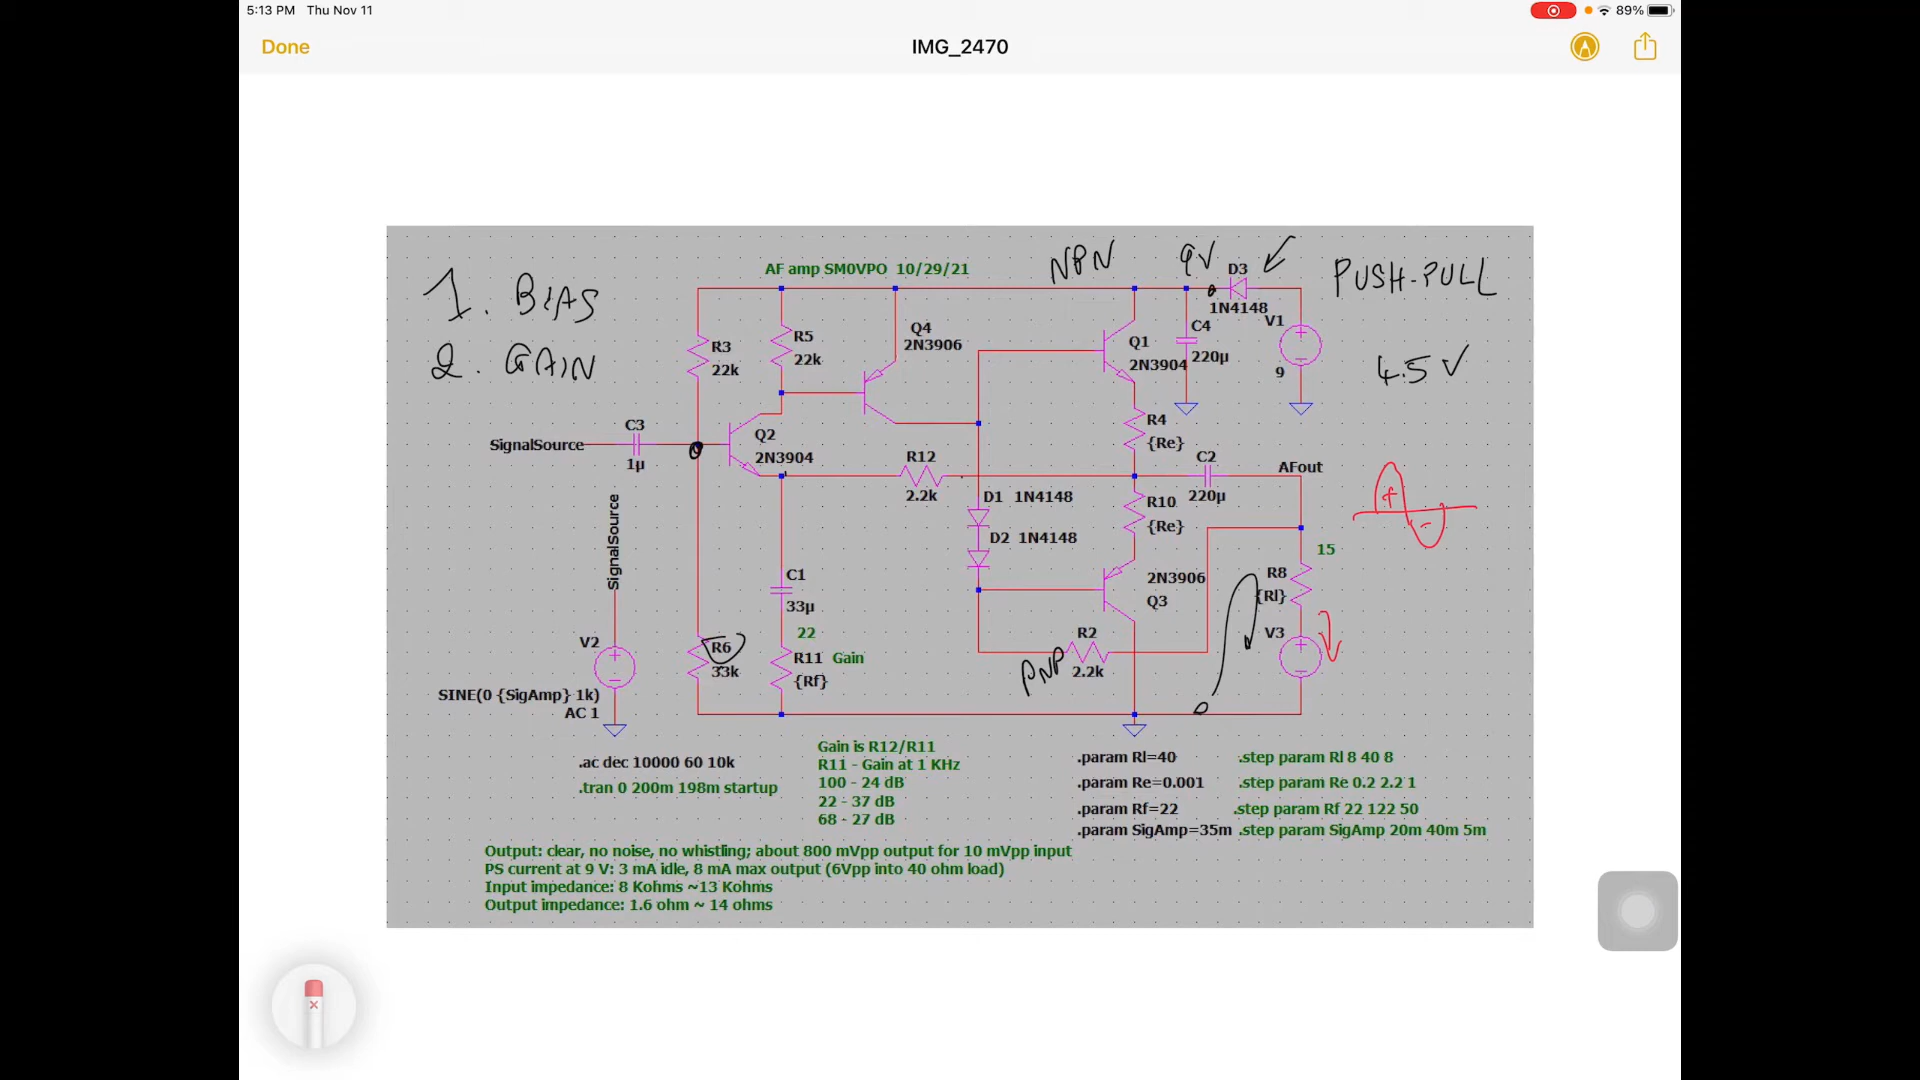 5:13 PM Thu Nov 11
89%
Done
IMG_2470
1. BIAS
2. GAIN
AF amp SM0VPO 10/29/21
NPN
9V
D3
1N4148
PUSH-PULL
V1
9
4.5 V
C4
220µ
Q4
2N3906
Q1
2N3904
R3
22k
R5
22k
R4
{Re}
SignalSource
C3
1µ
Q2
2N3904
R12
2.2k
C2
220µ
AFout
D1 1N4148
D2 1N4148
R10
{Re}
+
-
15
SignalSource
C1
33µ
2N3906
Q3
R8
{Rl}
V3
V2
SINE(0 {SigAmp} 1k)
AC 1
R6
33k
22
R11 Gain
{Rf}
R2
2.2k
PNP
.ac dec 10000 60 10k
.tran 0 200m 198m startup
Gain is R12/R11
R11 - Gain at 1 KHz
100 - 24 dB
22 - 37 dB
68 - 27 dB
.param Rl=40 .step param Rl 8 40 8
.param Re=0.001 .step param Re 0.2 2.2 1
.param Rf=22 .step param Rf 22 122 50
.param SigAmp=35m .step param SigAmp 20m 40m 5m
Output: clear, no noise, no whistling; about 800 mVpp output for 10 mVpp input
PS current at 9 V: 3 mA idle, 8 mA max output (6Vpp into 40 ohm load)
Input impedance: 8 Kohms ~13 Kohms
Output impedance: 1.6 ohm ~ 14 ohms